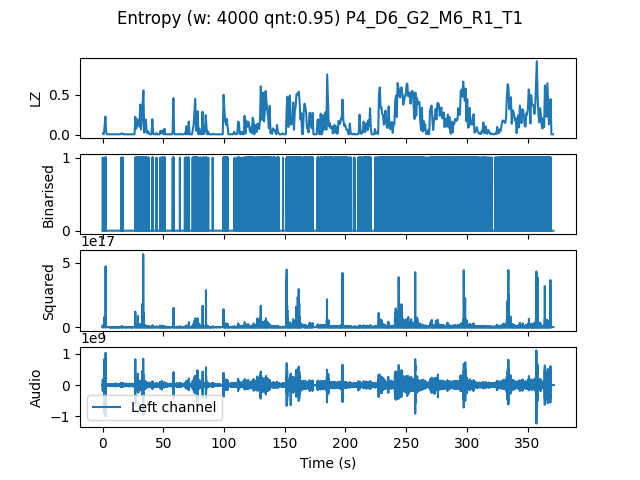 Entropy (w: 4000 qnt:0.95) P4_D6_G2_M6_R1_T1
LZ
0.5
0.0
Binarised
1
0
1e17
Squared
5
0
1e9
Audio
1
0
−1
Left channel
0 50 100 150 200 250 300 350
Time (s)